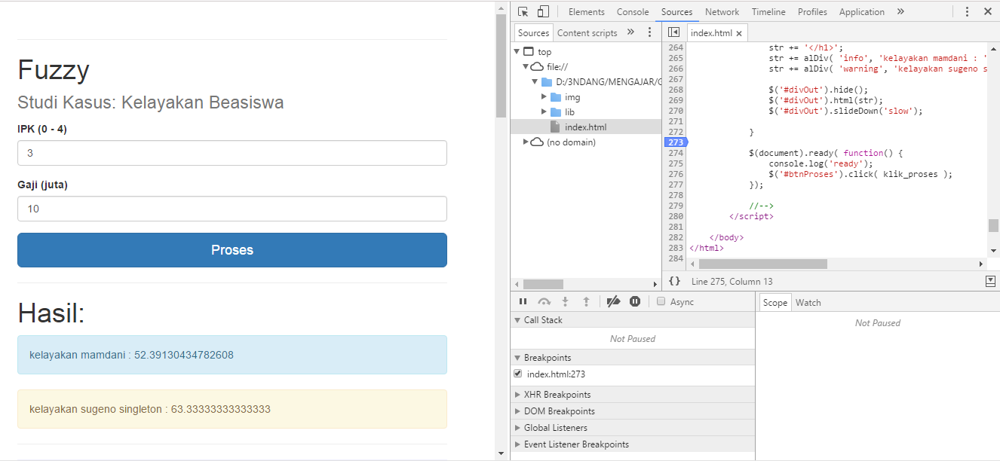 Fuzzy
Studi Kasus: Kelayakan Beasiswa
IPK (0 - 4)
3
Gaji (juta)
10
Proses
Hasil:
kelayakan mamdani : 52.39130434782608
kelayakan sugeno singleton : 63.33333333333333
Elements Console Sources Network Timeline Profiles Application »
Sources Content scripts »
top
file://
D:/3NDANG/MENGAJAR/G
img
lib
index.html
(no domain)
index.html ×
264 str += '</h1>';
265 str += alDiv( 'info', 'kelayakan mamdani : '
266 str += alDiv( 'warning', 'kelayakan sugeno s
267
268 $('#divOut').hide();
269 $('#divOut').html(str);
270 $('#divOut').slideDown('slow');
271
272 }
273
274 $(document).ready( function() {
275 console.log('ready');
276 $('#btnProses').click( klik_proses );
277 });
278
279 //-->
280 </script>
281
282 </body>
283 </html>
284
{} Line 275, Column 13
Async
Call Stack
Not Paused
Breakpoints
index.html:273
XHR Breakpoints
DOM Breakpoints
Global Listeners
Event Listener Breakpoints
Scope Watch
Not Paused